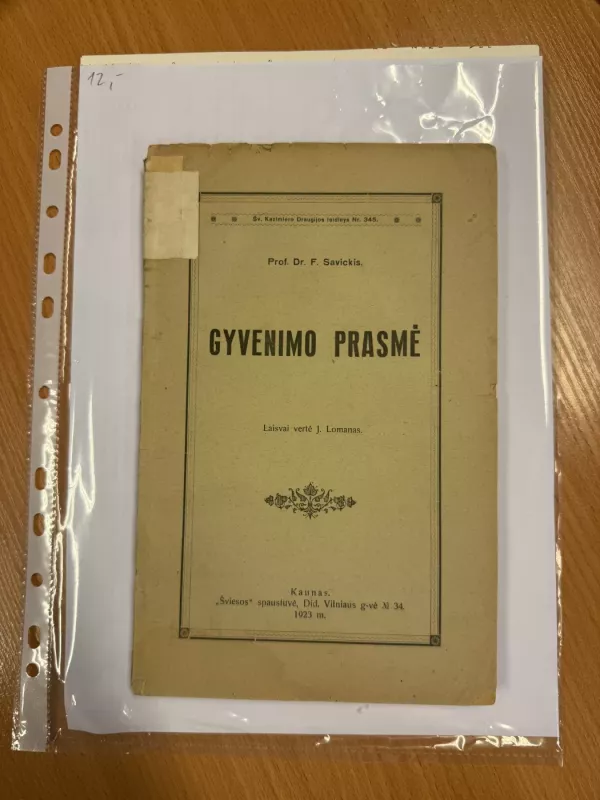 12,-
Šv. Kazimiero Draugijos leidinys Nr. 345.
Prof. Dr. F. Savickis.
GYVENIMO PRASMĖ
Laisvai vertė J. Lomanas.
Kaunas.
„Šviesos“ spaustuvė, Did. Vilniaus g-vė № 34.
1923 m.